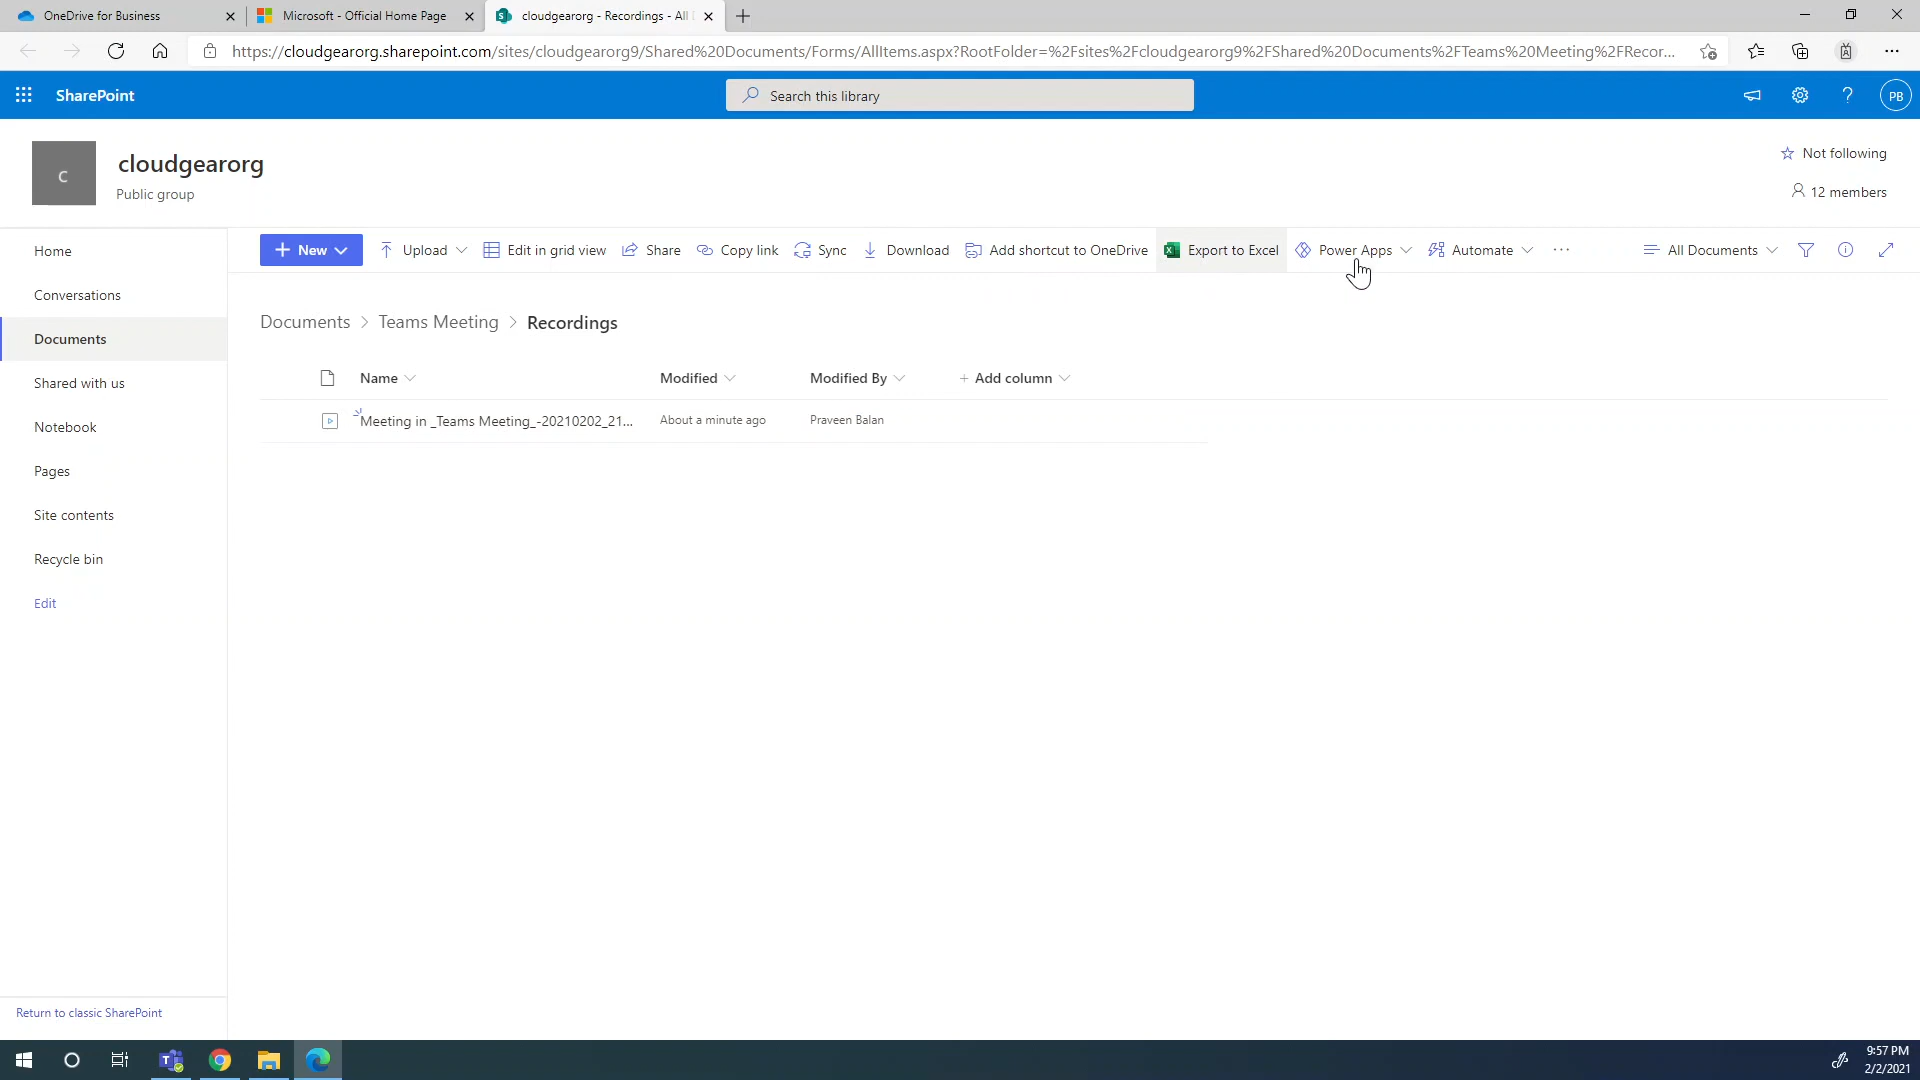 OneDrive for Business
Microsoft - Official Home Page
cloudgearorg - Recordings - All
https://cloudgearorg.sharepoint.com/sites/cloudgearorg9/Shared%20Documents/Forms/AllItems.aspx?RootFolder=%2Fsites%2Fcloudgearorg9%2FShared%20Documents%2FTeams%20Meeting%2FRecor...
SharePoint
Search this library
PB
C
cloudgearorg
Public group
Not following
12 members
Home
Conversations
Documents
Shared with us
Notebook
Pages
Site contents
Recycle bin
Edit
Return to classic SharePoint
New
Upload
Edit in grid view
Share
Copy link
Sync
Download
Add shortcut to OneDrive
Export to Excel
Power Apps
Automate
All Documents
Documents > Teams Meeting > Recordings
Name
Modified
Modified By
+ Add column
Meeting in _Teams Meeting_-20210202_21...
About a minute ago
Praveen Balan
9:57 PM
2/2/2021